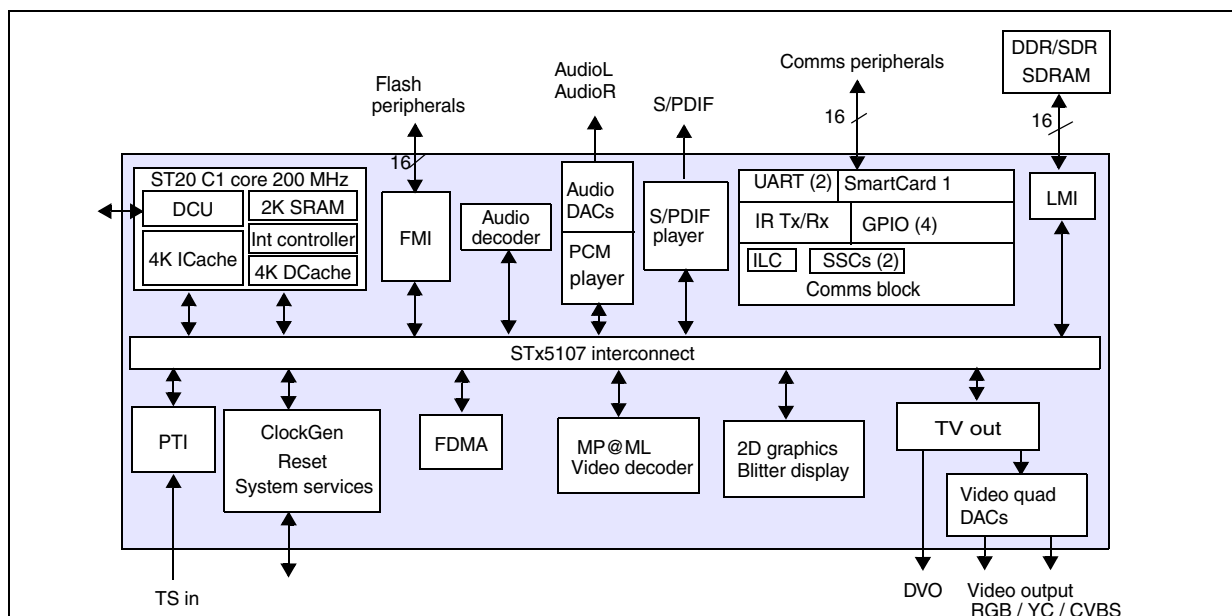 DDR/SDR
SDRAM
Comms peripherals
AudioL
AudioR
Flash
peripherals
S/PDIF
16
16
16
ST20 C1 core 200 MHz
DCU
2K SRAM
4K ICache
Int controller
4K DCache
FMI
Audio
decoder
Audio
DACs
PCM
player
S/PDIF
player
UART (2)
SmartCard 1
IR Tx/Rx
GPIO (4)
ILC
SSCs (2)
Comms block
LMI
STx5107 interconnect
PTI
ClockGen
Reset
System services
FDMA
MP@ML
Video decoder
2D graphics
Blitter display
TV out
Video quad
DACs
TS in
DVO
Video output
RGB / YC / CVBS